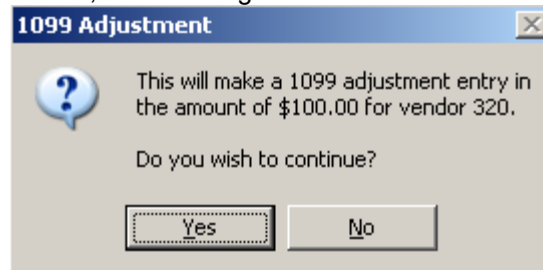 1099 Adjustment
This will make a 1099 adjustment entry in
the amount of $100.00 for vendor 320.
Do you wish to continue?
Yes
No